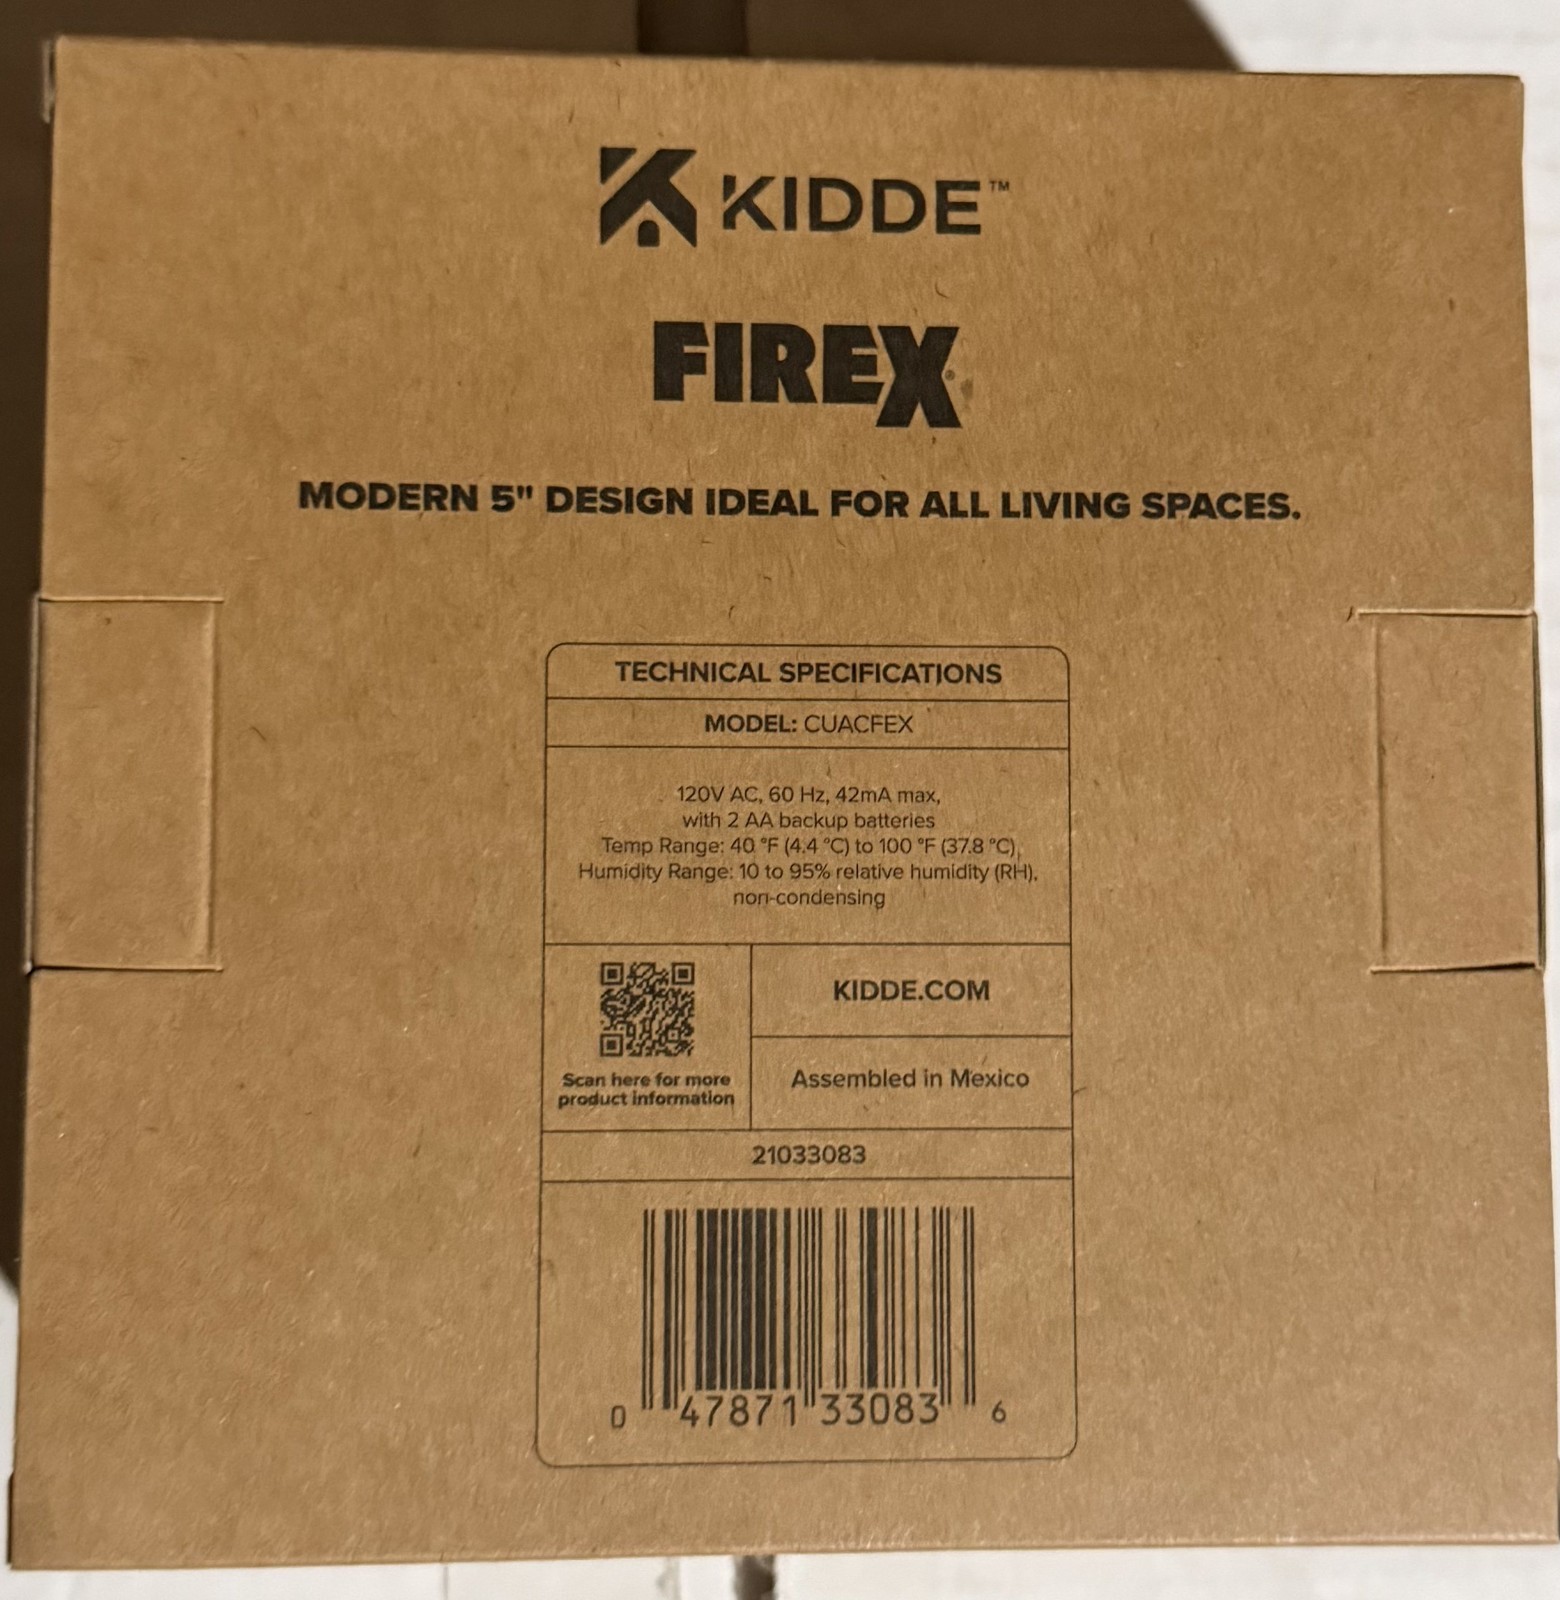 KIDDE™
FIREX®
MODERN 5" DESIGN IDEAL FOR ALL LIVING SPACES.
TECHNICAL SPECIFICATIONS
MODEL: CUACFEX
120V AC, 60 Hz, 42mA max,
with 2 AA backup batteries
Temp Range: 40 °F (4.4 °C) to 100 °F (37.8 °C),
Humidity Range: 10 to 95% relative humidity (RH),
non-condensing
Scan here for more
product information
KIDDE.COM
Assembled in Mexico
21033083
0 47871 33083 6